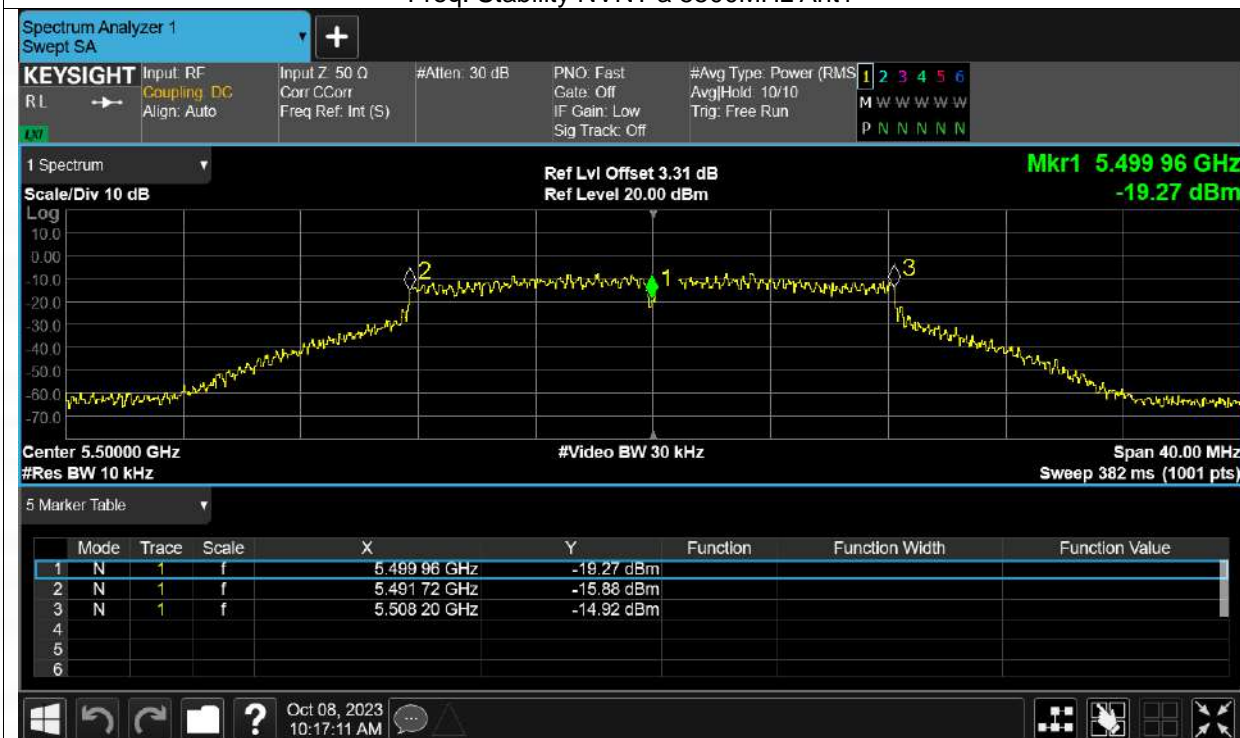 Freq. Stability NVNT a 5500MHz Ant1
Spectrum Analyzer 1
Swept SA
KEYSIGHT Input: RF Input Z: 50 Ω #Atten: 30 dB PNO: Fast #Avg Type: Power (RMS 1 2 3 4 5 6
RL Coupling: DC Corr CCorr Gate: Off Avg|Hold: 10/10 M W W W W W
Align: Auto Freq Ref: Int (S) IF Gain: Low Trig: Free Run
LXI Sig Track: Off P N N N N N
1 Spectrum Ref Lvl Offset 3.31 dB Mkr1 5.499 96 GHz
Scale/Div 10 dB Ref Level 20.00 dBm -19.27 dBm
Log
10.0
0.00
-10.0
-20.0
-30.0
-40.0
-50.0
-60.0
-70.0
2
1
3
Center 5.50000 GHz #Video BW 30 kHz Span 40.00 MHz
#Res BW 10 kHz Sweep 382 ms (1001 pts)
5 Marker Table
Mode Trace Scale X Y Function Function Width Function Value
1 N 1 f 5.499 96 GHz -19.27 dBm
2 N 1 f 5.491 72 GHz -15.88 dBm
3 N 1 f 5.508 20 GHz -14.92 dBm
4
5
6
? Oct 08, 2023
10:17:11 AM